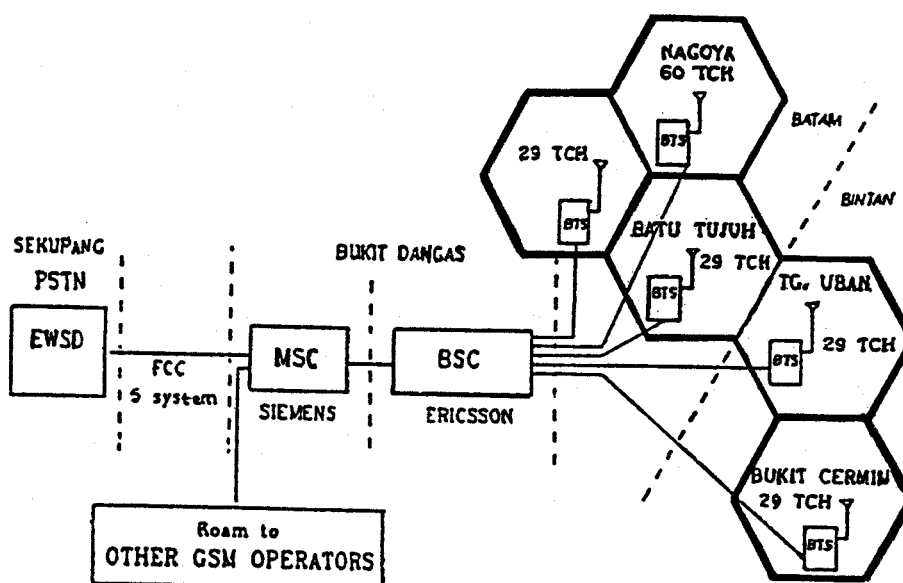 NAGOYA
60 TCH
BTS
BATAM
29 TCH
BTS
BINTAN
BATU TUJUH
29 TCH
BTS
SEKUPANG
PSTN
EWSD
FCC
5 system
MSC
SIEMENS
BUKIT DANGAS
BSC
ERICSSON
TG. UBAN
29 TCH
BTS
BUKIT CERMIN
29 TCH
BTS
Roam to
OTHER GSM OPERATORS